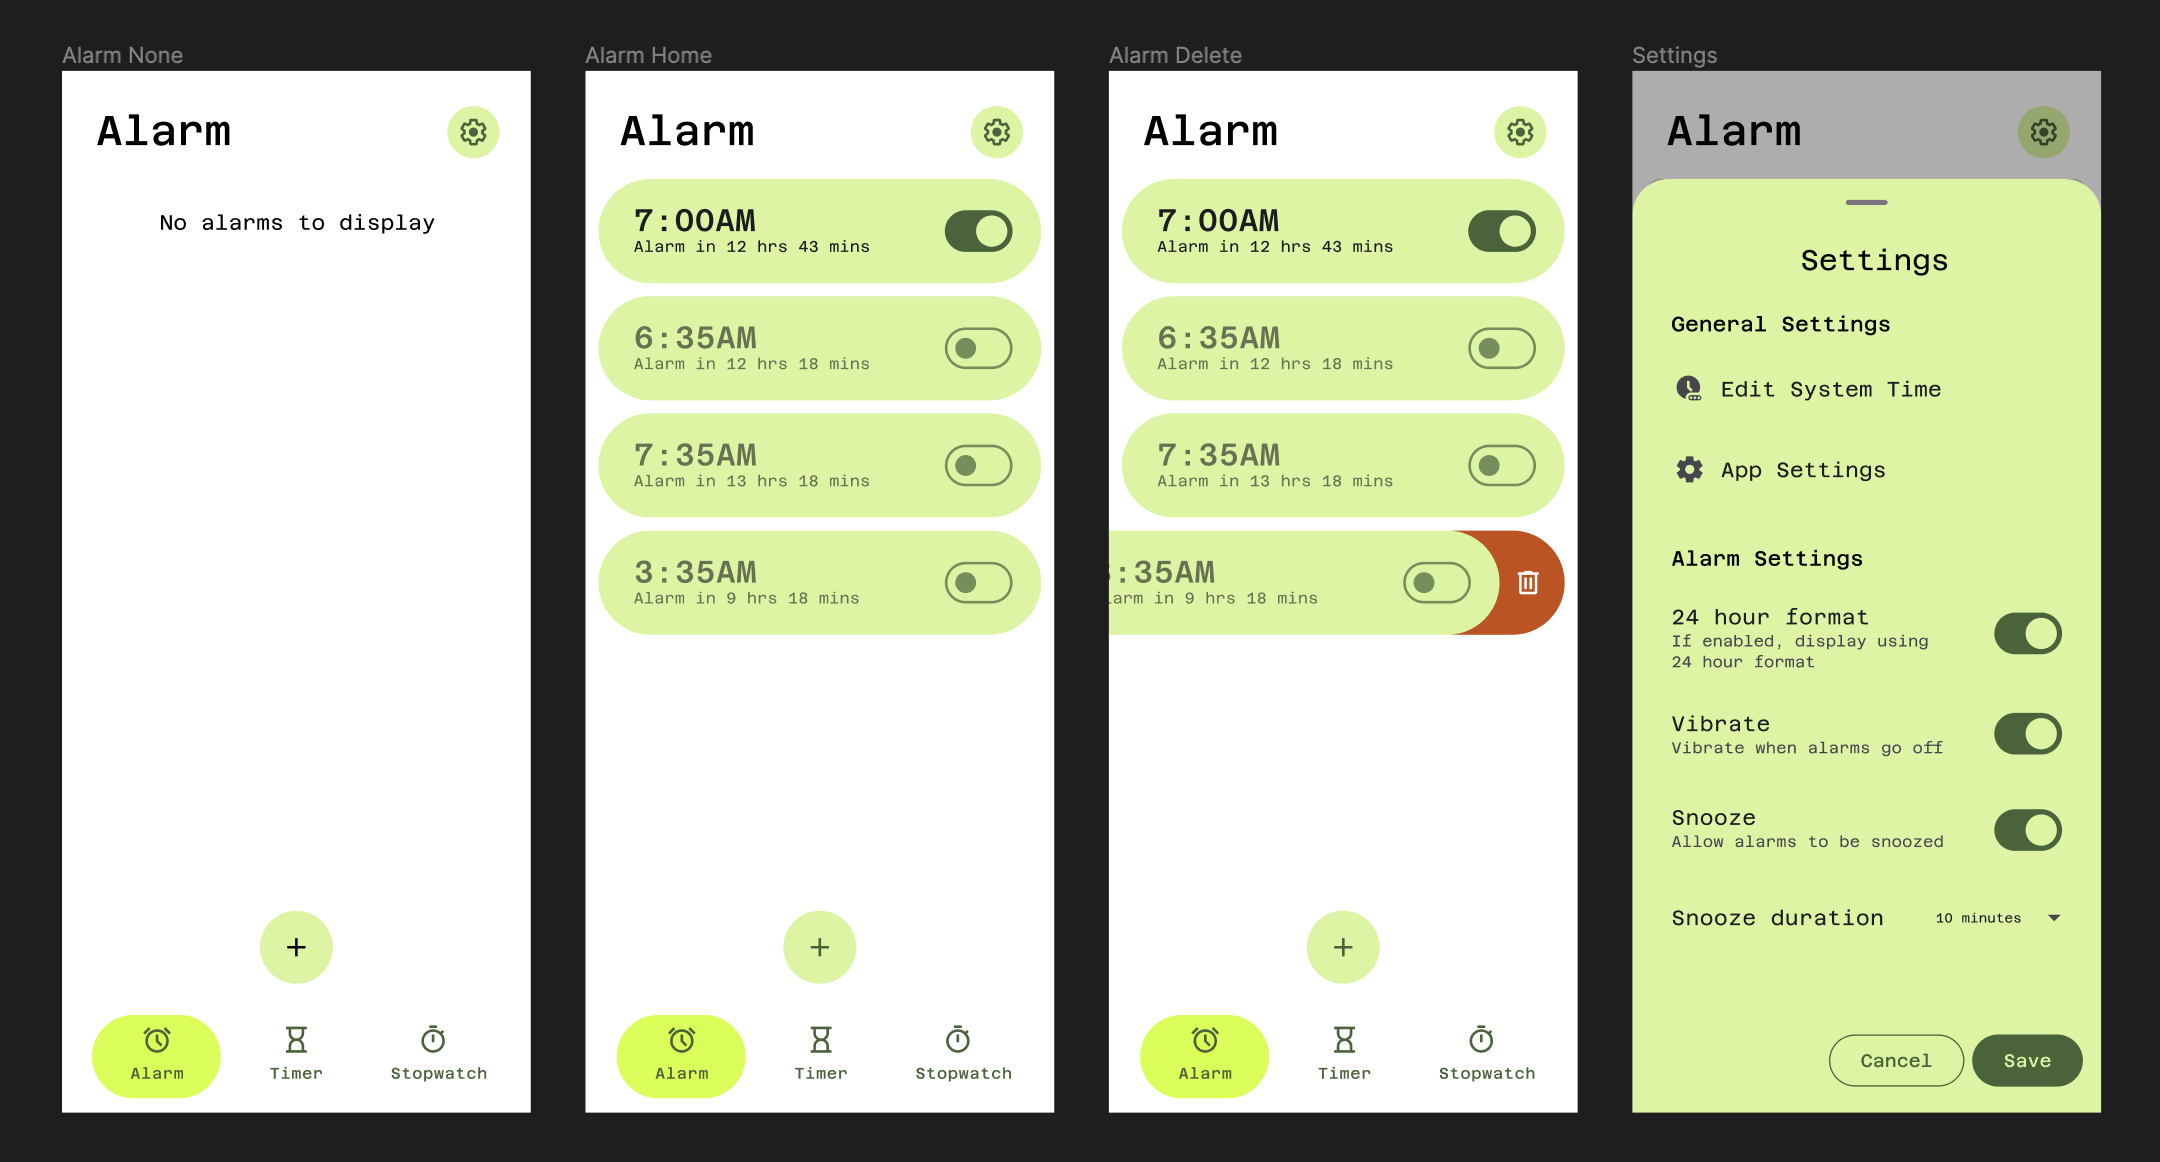 Alarm None
Alarm
No alarms to display
Alarm
Timer
Stopwatch
Alarm Home
Alarm
7:00AM
Alarm in 12 hrs 43 mins
6:35AM
Alarm in 12 hrs 18 mins
7:35AM
Alarm in 13 hrs 18 mins
3:35AM
Alarm in 9 hrs 18 mins
Alarm
Timer
Stopwatch
Alarm Delete
Alarm
7:00AM
Alarm in 12 hrs 43 mins
6:35AM
Alarm in 12 hrs 18 mins
7:35AM
Alarm in 13 hrs 18 mins
:35AM
arm in 9 hrs 18 mins
Alarm
Timer
Stopwatch
Settings
Alarm
Settings
General Settings
Edit System Time
App Settings
Alarm Settings
24 hour format
If enabled, display using
24 hour format
Vibrate
Vibrate when alarms go off
Snooze
Allow alarms to be snoozed
Snooze duration 10 minutes
Cancel Save